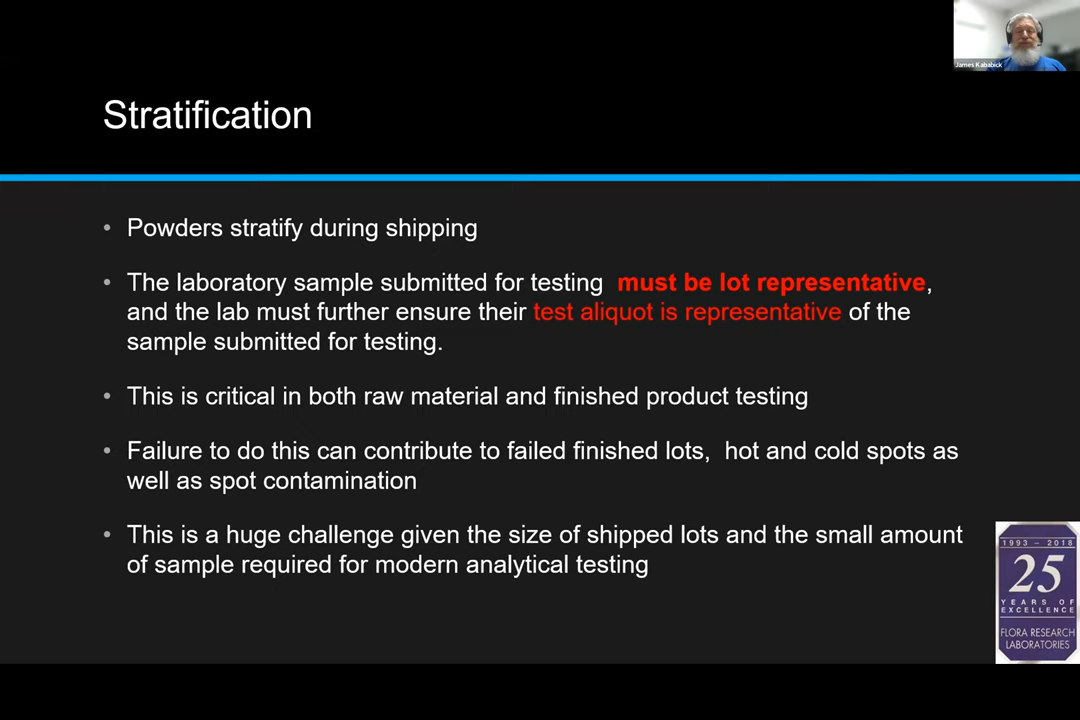 James Kababick
Stratification
• Powders stratify during shipping
• The laboratory sample submitted for testing must be lot representative,
and the lab must further ensure their test aliquot is representative of the
sample submitted for testing.
• This is critical in both raw material and finished product testing
• Failure to do this can contribute to failed finished lots, hot and cold spots as
well as spot contamination
• This is a huge challenge given the size of shipped lots and the small amount
of sample required for modern analytical testing
1993 – 2018
25
YEARS OF
EXCELLENCE
FLORA RESEARCH
LABORATORIES